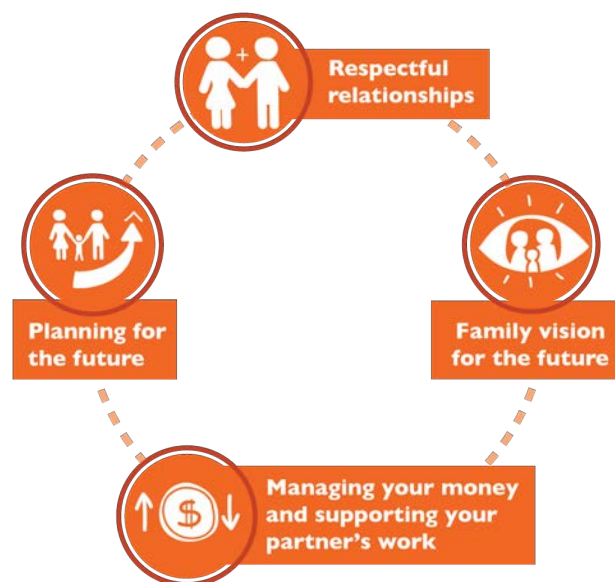 Respectful
relationships
Planning for
the future
Family vision
for the future
$
Managing your money
and supporting your
partner's work